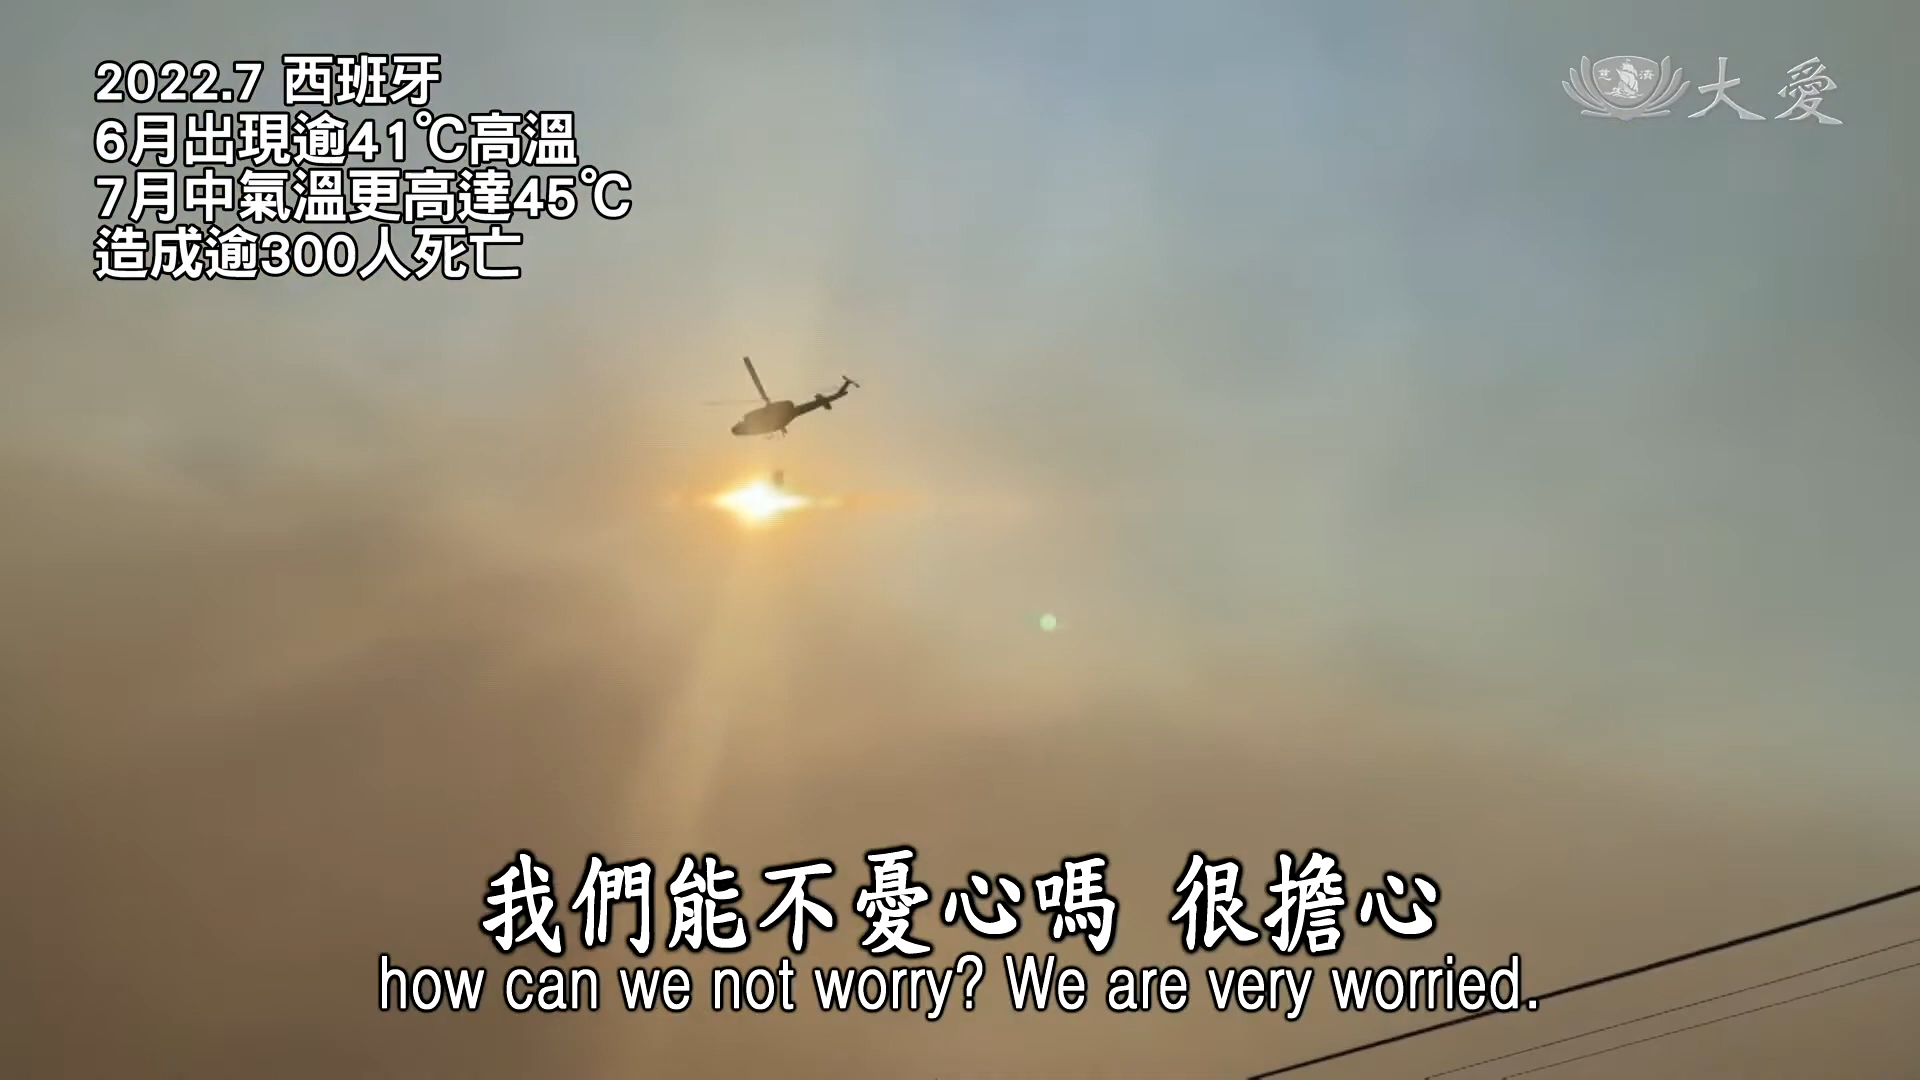 2022.7 西班牙
6月出現逾41℃高溫
7月中氣溫更高達45℃
造成逾300人死亡
慈濟
大愛
我們能不憂心嗎 很擔心
how can we not worry? We are very worried.